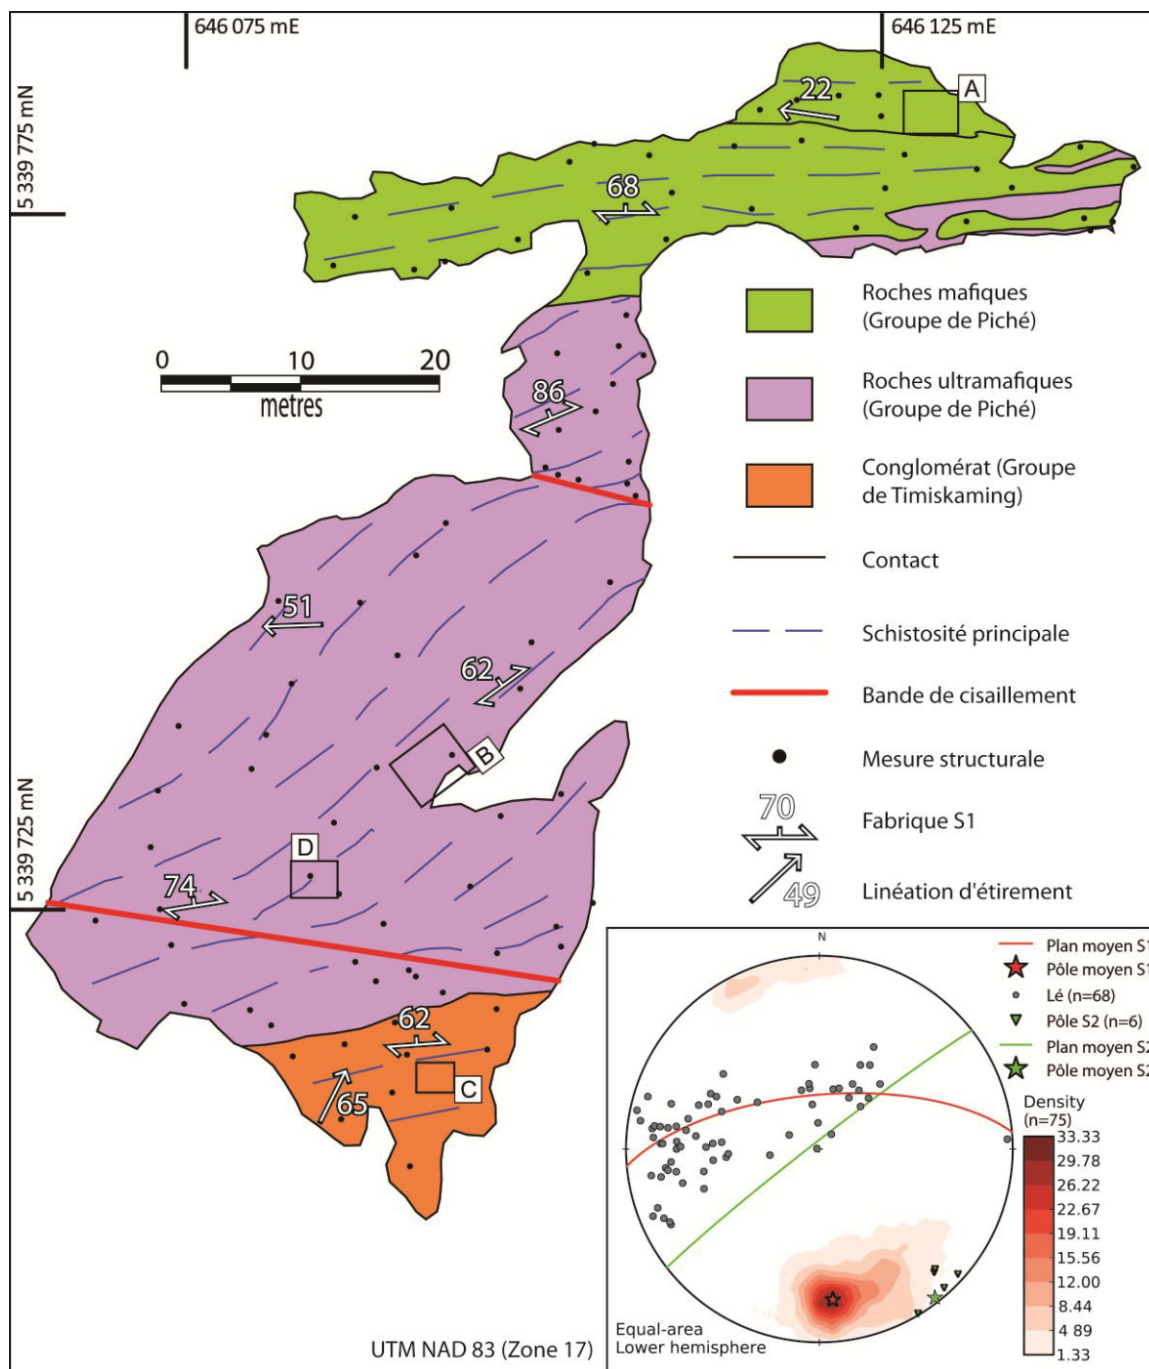 646 075 mE
646 125 mE
5 339 775 mN
22
A
68
Roches mafiques
(Groupe de Piché)
0 10 20
metres
86
Roches ultramafiques
(Groupe de Piché)
Conglomérat (Groupe
de Timiskaming)
Contact
51
Schistosité principale
62
Bande de cisaillement
B
Mesure structurale
70
Fabrique S1
5 339 725 mN
D
74
49
Linéation d'étirement
62
C
65
N
Plan moyen S1
Pôle moyen S1
Lé (n=68)
Pôle S2 (n=6)
Plan moyen S2
Pôle moyen S2
Density
(n=75)
33.33
29.78
26.22
22.67
19.11
15.56
12.00
8.44
4 89
1.33
Equal-area
Lower hemisphere
UTM NAD 83 (Zone 17)